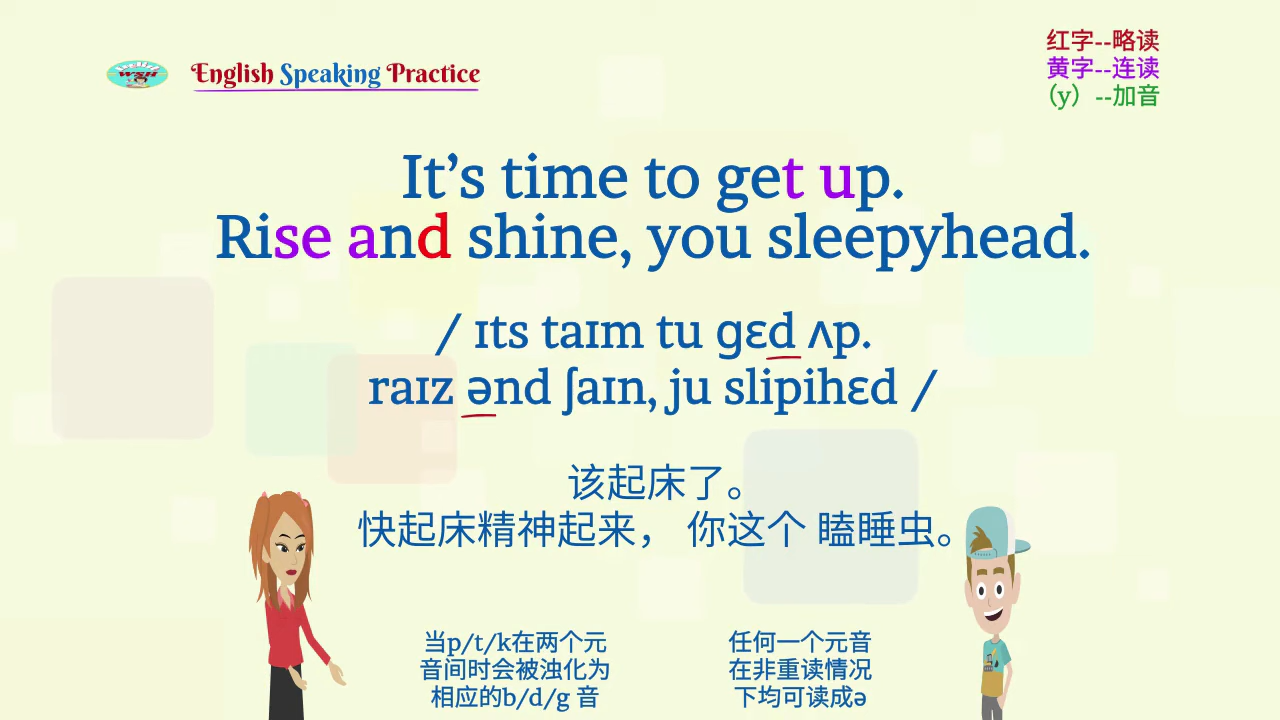 English Speaking Practice
红字--略读
黄字--连读
（y）--加音
It’s time to get up.
Rise and shine, you sleepyhead.
/ ɪts taɪm tu ɡɛd ʌp.
raɪz ənd ʃaɪn, ju slipihɛd /
该起床了。
快起床精神起来， 你这个 瞌睡虫。
当p/t/k在两个元
音间时会被浊化为
相应的b/d/g 音
任何一个元音
在非重读情况
下均可读成ə